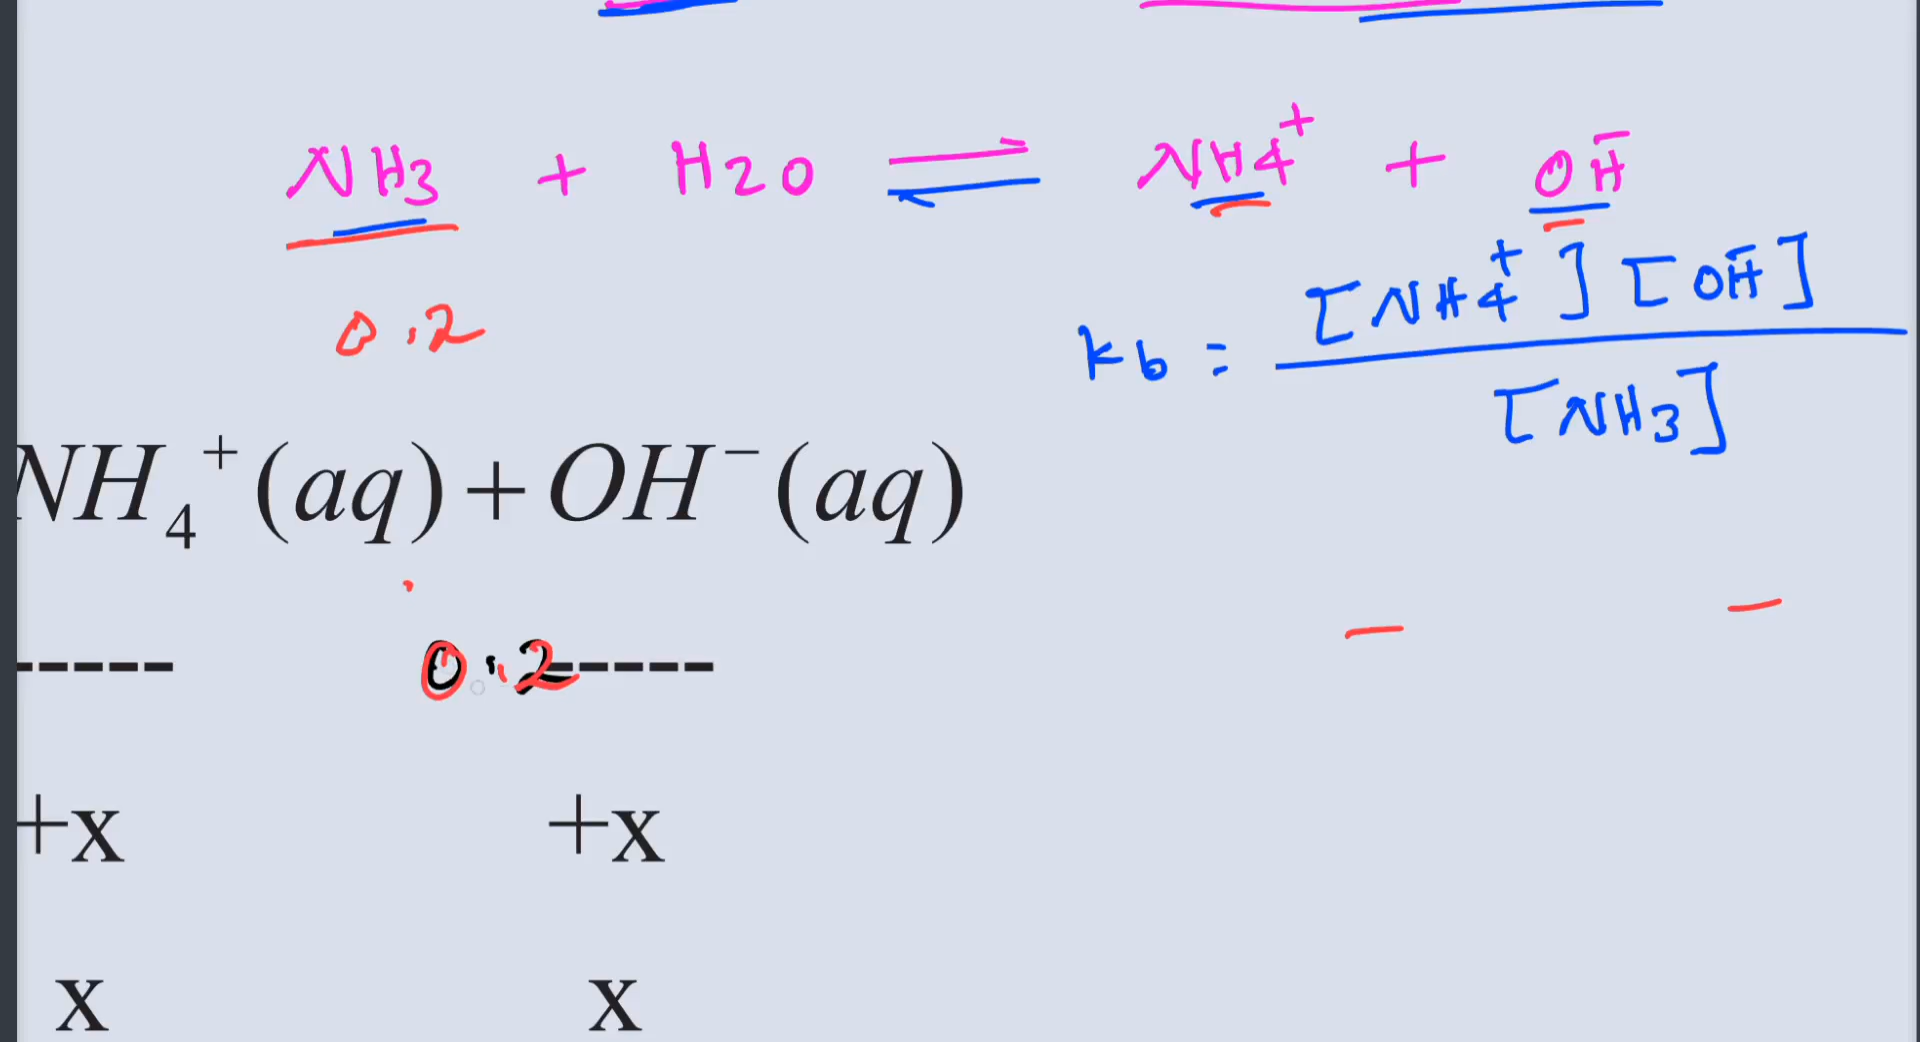 NH3 + H2O ⇌ NH4⁺ + OH⁻
0.2
kb = [NH4⁺] [OH⁻] / [NH3]
NH₄⁺(aq) + OH⁻(aq)
----- 0.2 -----
+x +x
x x